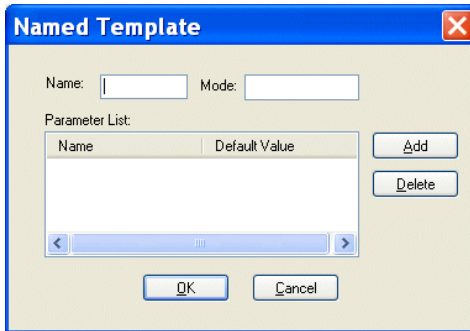 Named Template
Name: Mode:
Parameter List:
Name Default Value
Add
Delete
OK Cancel